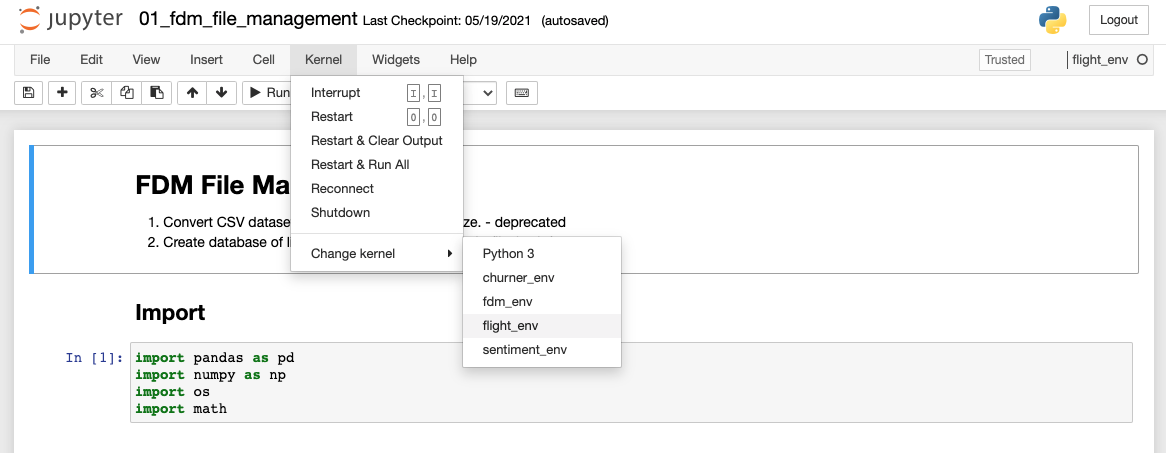 jupyter 01_fdm_file_management Last Checkpoint: 05/19/2021 (autosaved) Logout
File Edit View Insert Cell Kernel Widgets Help Trusted flight_env
Run
Interrupt I , I
Restart 0 , 0
Restart & Clear Output
Restart & Run All
Reconnect
Shutdown
Change kernel
Python 3
churner_env
fdm_env
flight_env
sentiment_env
FDM File Ma
1. Convert CSV datase ze. - deprecated
2. Create database of l
Import
In [1]: import pandas as pd
import numpy as np
import os
import math